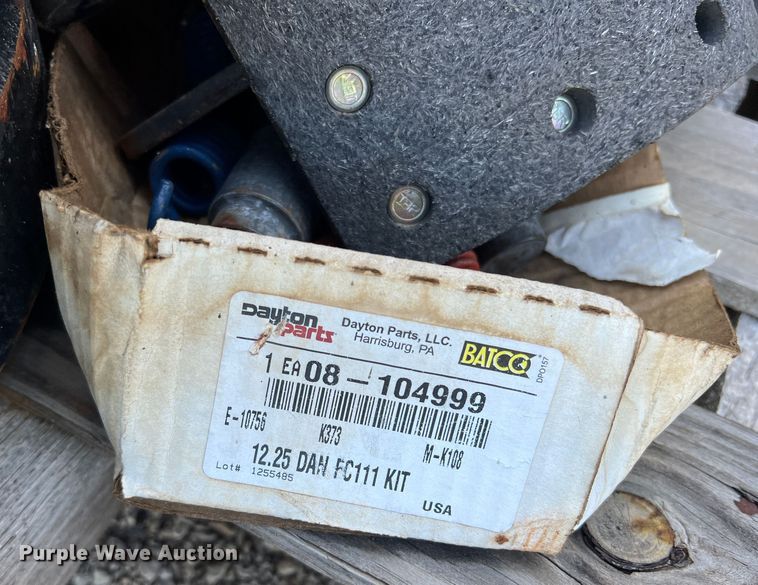 Dayton parts
Dayton Parts, LLC.
Harrisburg, PA
BATCO
DPO157
1 EA 08-104999
E-10756 K373 M-K108
12.25 DAN FC111 KIT
Lot# 1255485
USA
Purple Wave Auction